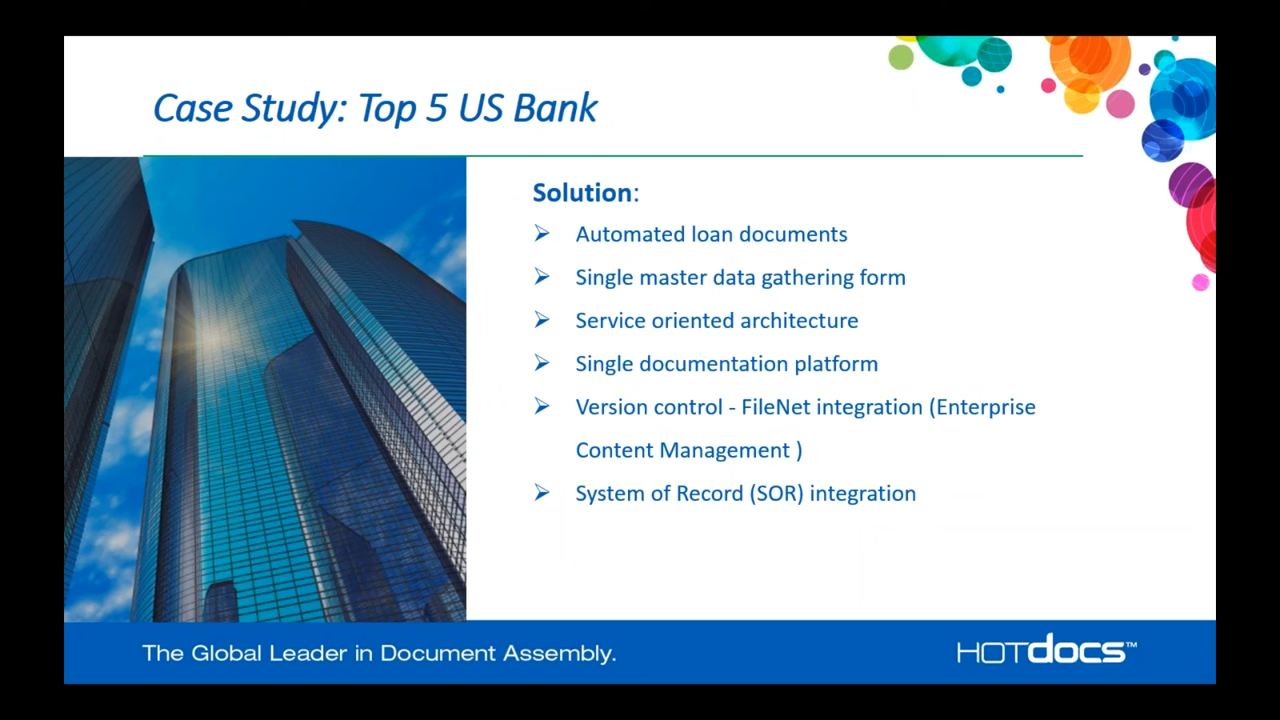 Case Study: Top 5 US Bank
Solution:
➢ Automated loan documents
➢ Single master data gathering form
➢ Service oriented architecture
➢ Single documentation platform
➢ Version control - FileNet integration (Enterprise
Content Management )
➢ System of Record (SOR) integration
The Global Leader in Document Assembly.
HOTdocs™